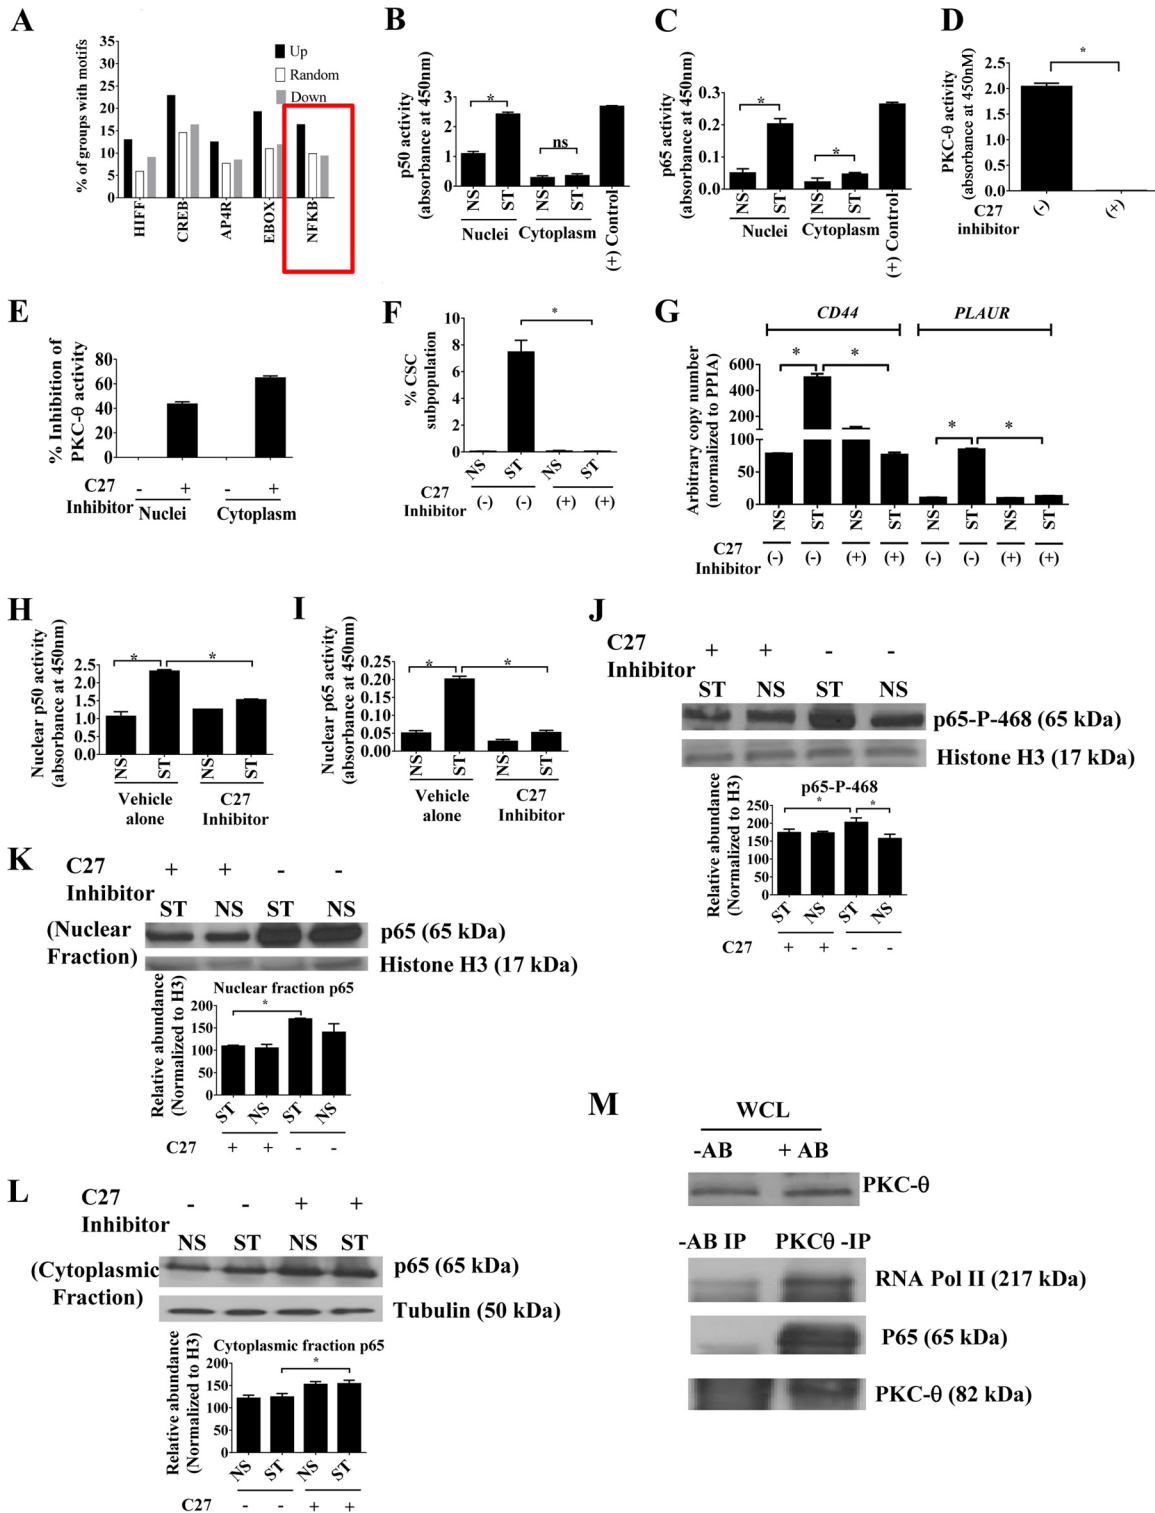 A
% of groups with motifs
35
30
25
20
15
10
5
0
Up
Random
Down
HIFF
CREB
AP4R
EBOX
NFKB
B
p50 activity
(absorbance at 450nm)
3
2
1
0
*
ns
NS
ST
NS
ST
(+) Control
Nuclei
Cytoplasm
C
p65 activity
(absorbance at 450nm)
0.3
0.2
0.1
0.0
*
*
NS
ST
NS
ST
(+) Control
Nuclei
Cytoplasm
D
PKC-θ activity
(absorbance at 450nM)
2.5
2.0
1.5
1.0
0.5
0.0
*
C27
inhibitor
(-)
(+)
E
% Inhibition of
PKC-θ activity
80
60
40
20
0
C27
Inhibitor
- + - +
Nuclei
Cytoplasm
F
% CSC
subpopulation
10
8
6
4
2
0
*
NS
ST
NS
ST
C27
Inhibitor
(-) (-) (+) (+)
G
CD44
PLAUR
Arbitrary copy number
(normalized to PPIA)
600
400
200
100
50
0
* *
* *
NS
ST
NS
ST
NS
ST
NS
ST
C27
Inhibitor
(-) (-) (+) (+) (-) (-) (+) (+)
H
Nuclear p50 activity
(absorbance at 450nm)
2.5
2.0
1.5
1.0
0.5
0.0
* *
NS
ST
NS
ST
Vehicle
alone
C27
Inhibitor
I
Nuclear p65 activity
(absorbance at 450nm)
0.25
0.20
0.15
0.10
0.05
0.00
* *
NS
ST
NS
ST
Vehicle
alone
C27
Inhibitor
J
C27
Inhibitor
+ + - -
ST NS ST NS
p65-P-468 (65 kDa)
Histone H3 (17 kDa)
p65-P-468
Relative abundance
(Normalized to H3)
250
200
150
100
50
0
* *
ST
NS
ST
NS
C27 + + - -
K
C27
Inhibitor
+ + - -
ST NS ST NS
(Nuclear
Fraction)
p65 (65 kDa)
Histone H3 (17 kDa)
Nuclear fraction p65
Relative abundance
(Normalized to H3)
200
150
100
50
0
*
ST
NS
ST
NS
C27 + + - -
L
C27
Inhibitor
- - + +
NS ST NS ST
(Cytoplasmic
Fraction)
p65 (65 kDa)
Tubulin (50 kDa)
Cytoplasmic fraction p65
Relative abundance
(Normalized to H3)
200
150
100
50
0
*
NS
ST
NS
ST
C27 - - + +
M
WCL
-AB + AB
PKC-θ
-AB IP PKCθ -IP
RNA Pol II (217 kDa)
P65 (65 kDa)
PKC-θ (82 kDa)